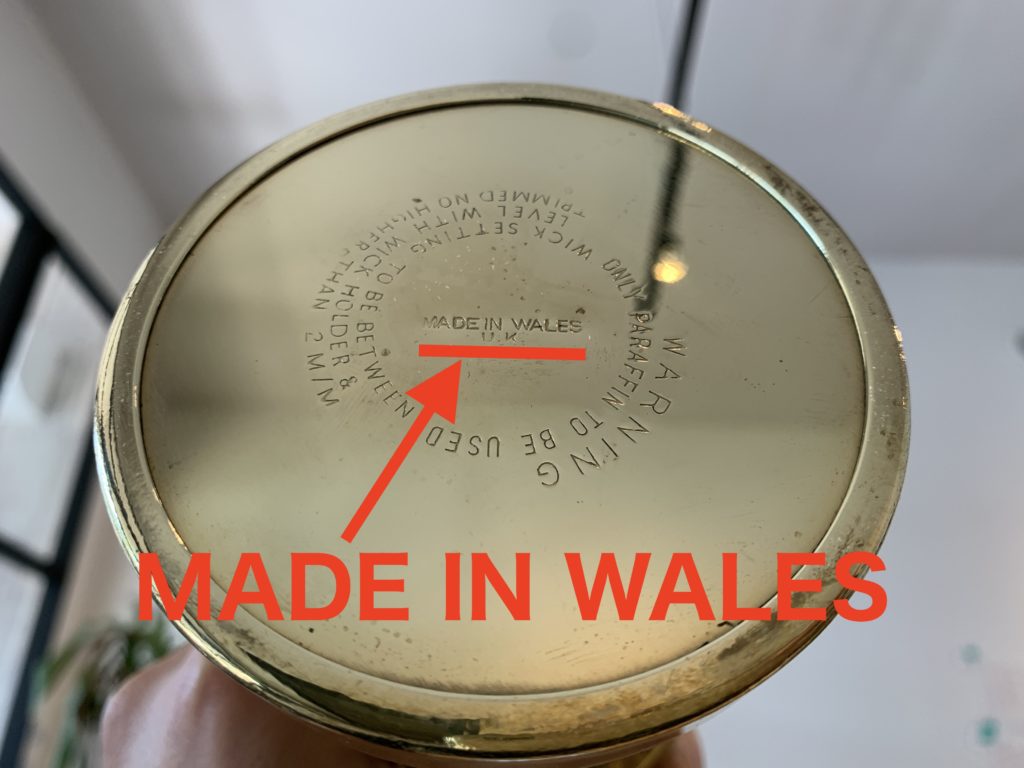 MADE IN WALES
U.K.
WARNING
ONLY PARAFFIN TO BE USED
WICK SETTING TO BE BETWEEN
LEVEL WITH WICK HOLDER &
TRIMMED NO HIGHER THAN 2 M/M
MADE IN WALES